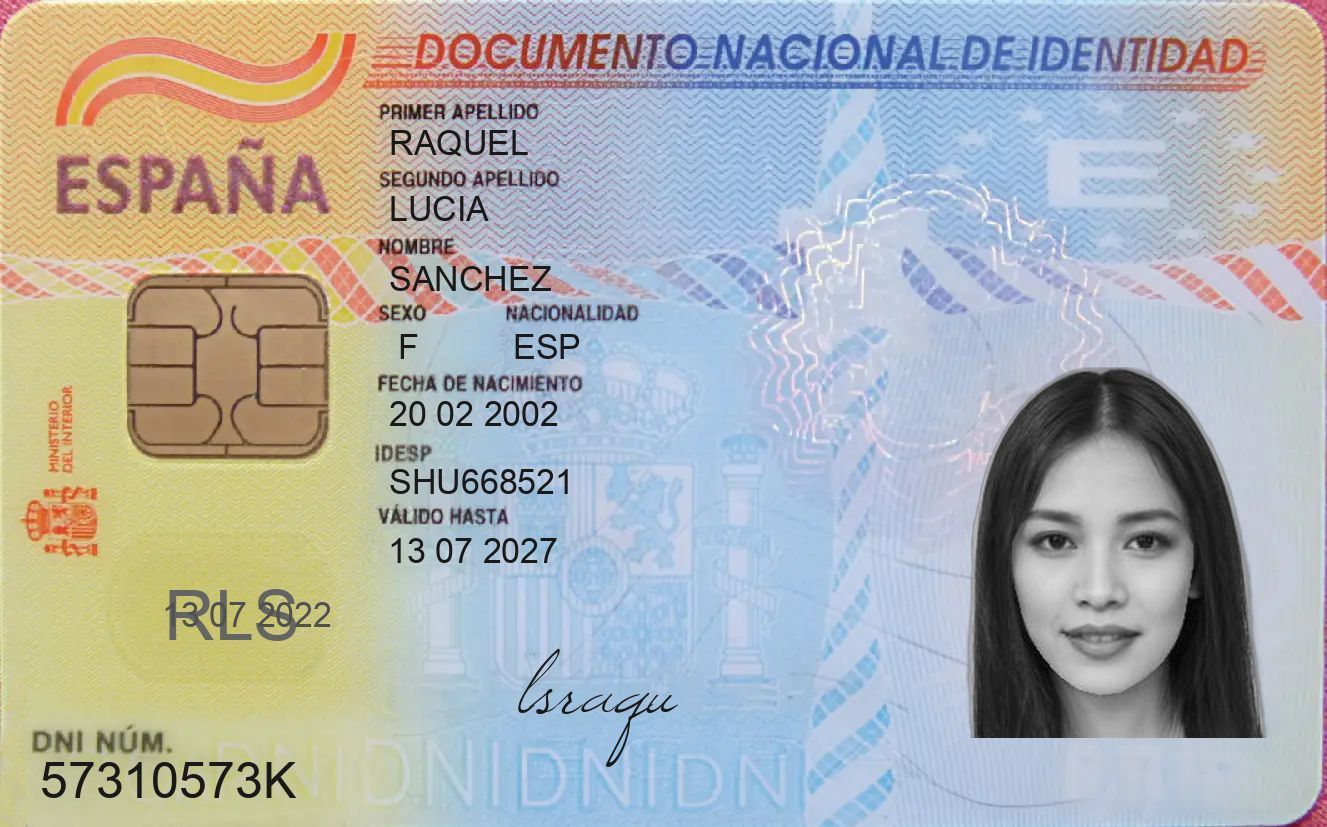 DOCUMENTO NACIONAL DE IDENTIDAD
ESPAÑA
PRIMER APELLIDO
RAQUEL
SEGUNDO APELLIDO
LUCIA
NOMBRE
SANCHEZ
SEXO NACIONALIDAD
F ESP
FECHA DE NACIMIENTO
20 02 2002
IDESP
SHU668521
VÁLIDO HASTA
13 07 2027
MINISTERIO
DEL INTERIOR
RLS
13 07 2022
lsraqu
DNI NÚM.
57310573K
E
DNIDNIDNIDNI